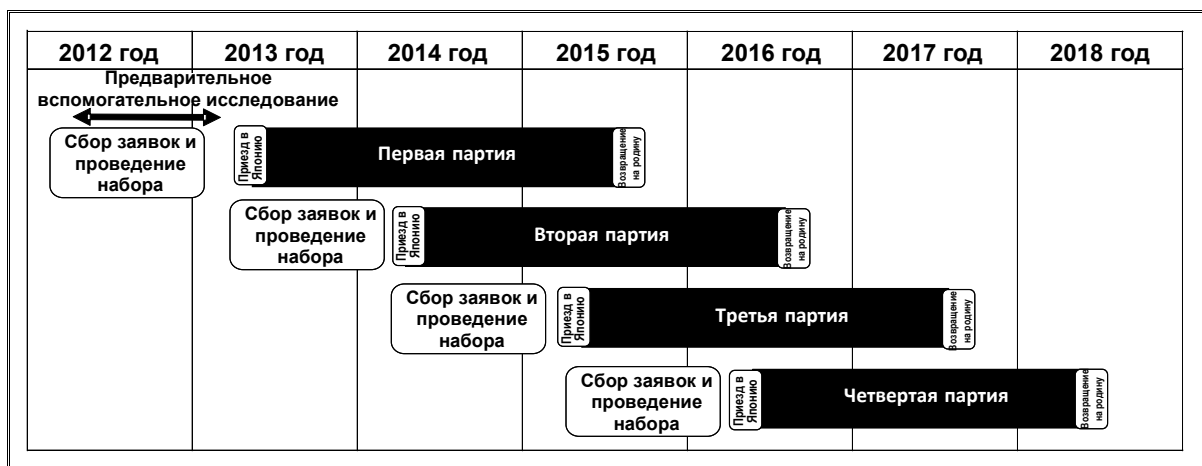 2012 год 2013 год 2014 год 2015 год 2016 год 2017 год 2018 год
Предварительное
вспомогательное исследование
Сбор заявок и
проведение
набора
Приезд в
Японию
Первая партия
Возвращение
на родину
Сбор заявок и
проведение
набора
Приезд в
Японию
Вторая партия
Возвращение
на родину
Сбор заявок и
проведение
набора
Приезд в
Японию
Третья партия
Возвращение
на родину
Сбор заявок и
проведение
набора
Приезд в
Японию
Четвертая партия
Возвращение
на родину